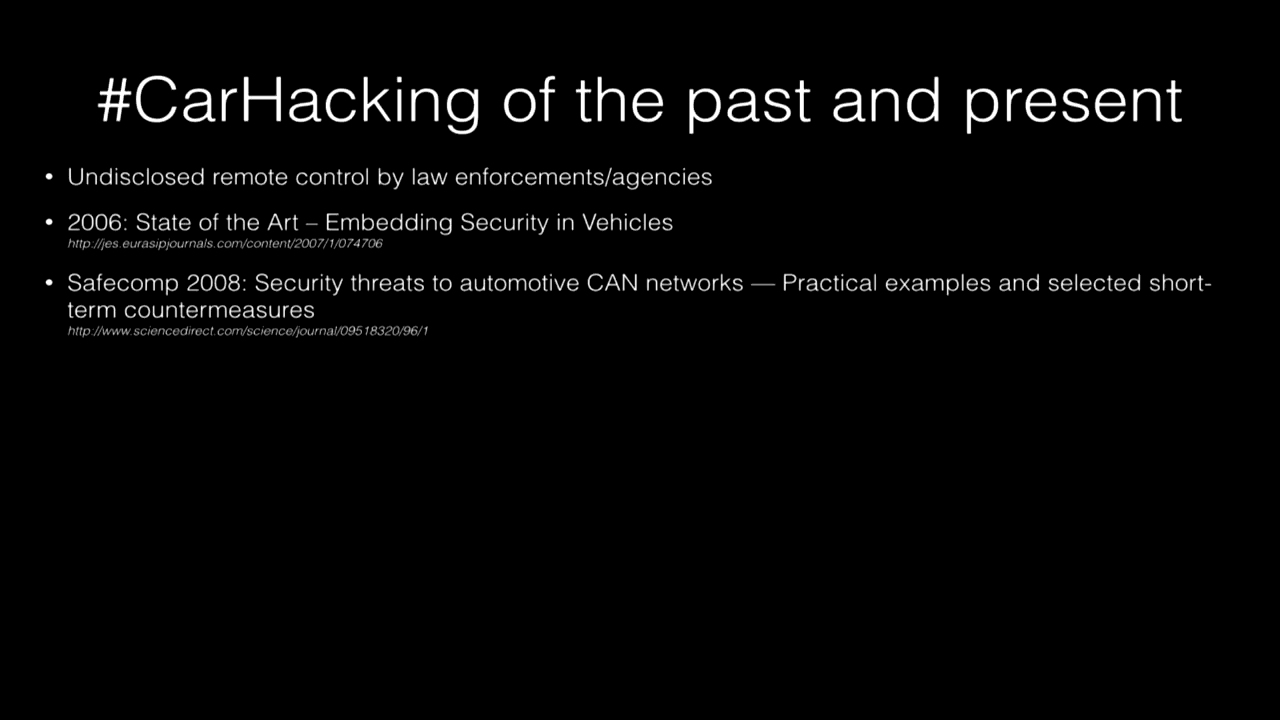 #CarHacking of the past and present
• Undisclosed remote control by law enforcements/agencies
• 2006: State of the Art – Embedding Security in Vehicles
http://jes.eurasipjournals.com/content/2007/1/074706
• Safecomp 2008: Security threats to automotive CAN networks — Practical examples and selected short-
term countermeasures
http://www.sciencedirect.com/science/journal/09518320/96/1